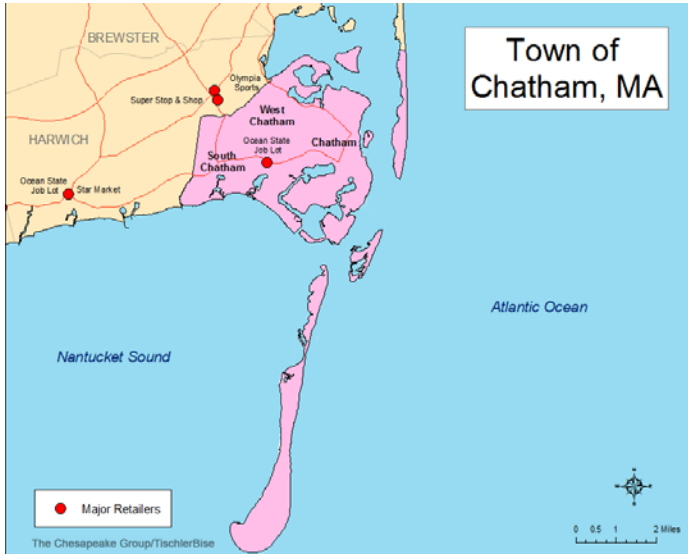 Town of
Chatham, MA
BREWSTER
Olympia
Sports
Super Stop & Shop
West
Chatham
HARWICH
Ocean State
Job Lot
Chatham
South
Chatham
Ocean State
Job Lot
Star Market
Atlantic Ocean
Nantucket Sound
Major Retailers
0 0.5 1 2 Miles
The Chesapeake Group/TischlerBise